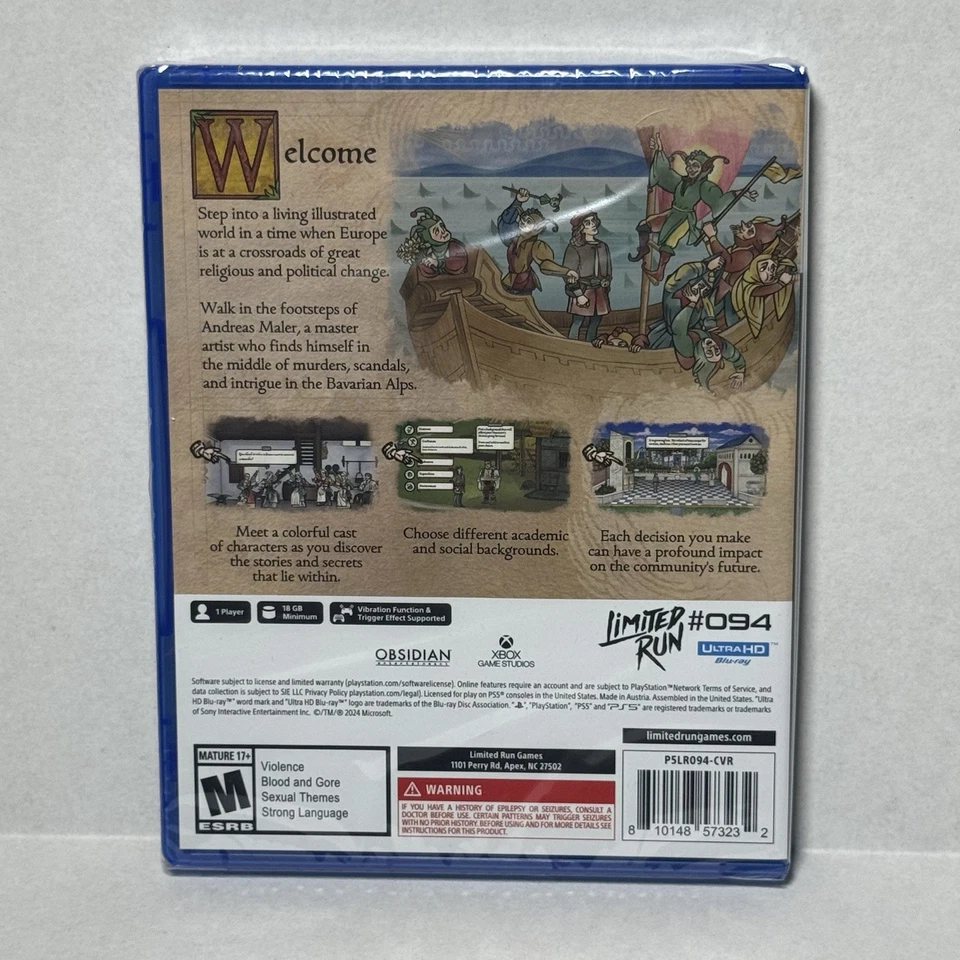 Welcome
Step into a living illustrated
world in a time when Europe
is at a crossroads of great
religious and political change.
Walk in the footsteps of
Andreas Maler, a master
artist who finds himself in
the middle of murders, scandals,
and intrigue in the Bavarian Alps.
Meet a colorful cast
of characters as you discover
the stories and secrets
that lie within.
Choose different academic
and social backgrounds.
Each decision you make
can have a profound impact
on the community's future.
1 Player
18 GB
Minimum
Vibration Function &
Trigger Effect Supported
LIMITED
RUN
#094
ULTRA HD™
Blu-ray
OBSIDIAN
ENTERTAINMENT
XBOX
GAME STUDIOS
Software subject to license and limited warranty (playstation.com/softwarelicense). Online features require an account and are subject to PlayStation™Network Terms of Service, and
data collection is subject to SIE LLC Privacy Policy playstation.com/legal). Licensed for play on PS5® consoles in the United States. Made in Austria. Assembled in the United States. "Ultra
HD Blu-ray™" word mark and "Ultra HD Blu-ray™" logo are trademarks of the Blu-ray Disc Association. "", "PlayStation", "PS5" and "PS5" are registered trademarks or trademarks
of Sony Interactive Entertainment Inc. ©/TM/® 2024 Microsoft.
limitedrungames.com
MATURE 17+
M
ESRB
Violence
Blood and Gore
Sexual Themes
Strong Language
Limited Run Games
1101 Perry Rd, Apex, NC 27502
WARNING
IF YOU HAVE A HISTORY OF EPILEPSY OR SEIZURES, CONSULT A
DOCTOR BEFORE USE. CERTAIN PATTERNS MAY TRIGGER SEIZURES
WITH NO PRIOR HISTORY. BEFORE USING AND FOR MORE DETAILS SEE
INSTRUCTIONS FOR THIS PRODUCT.
P5LR094-CVR
8 10148 57323 2